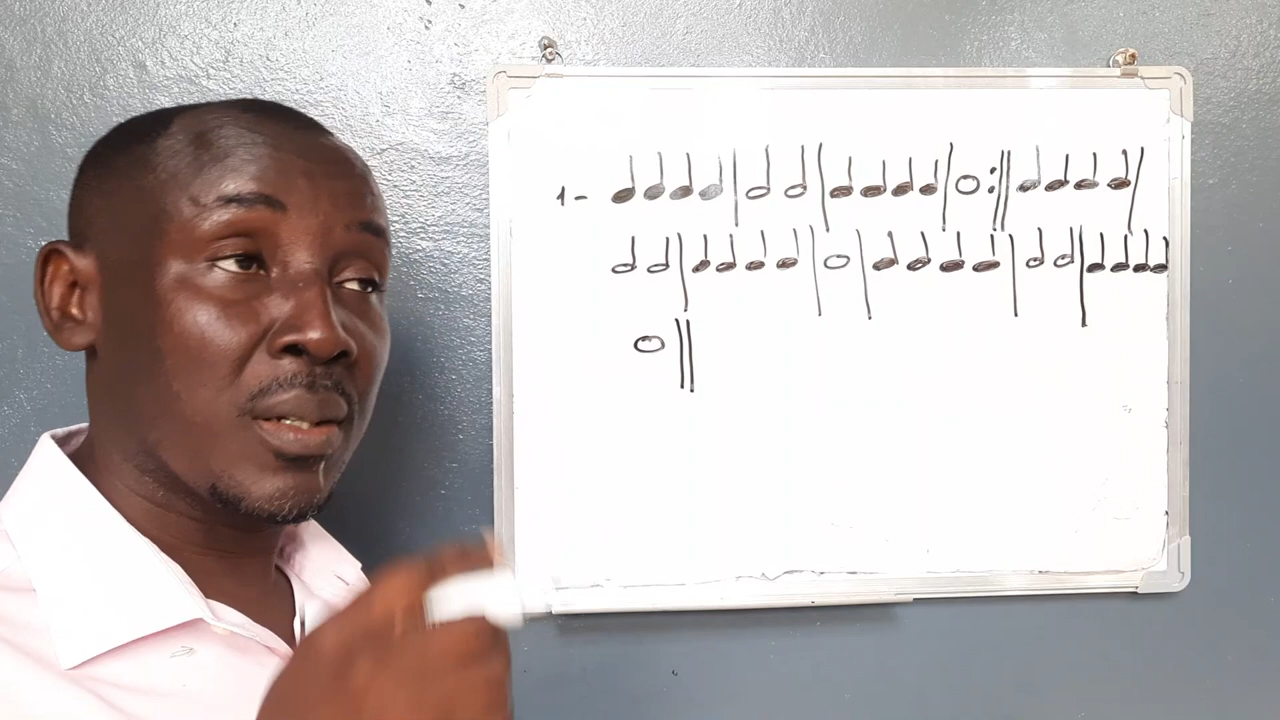 1- ♩ ♩ ♩ ♩ | 𝅗𝅥 𝅗𝅥 | ♩ ♩ ♩ ♩ | 𝅝 :|| ♩ ♩ ♩ ♩ |
𝅗𝅥 𝅗𝅥 | ♩ ♩ ♩ ♩ | 𝅝 | ♩ ♩ ♩ ♩ | 𝅗𝅥 𝅗𝅥 | ♩ ♩ ♩ ♩
𝅝 ||